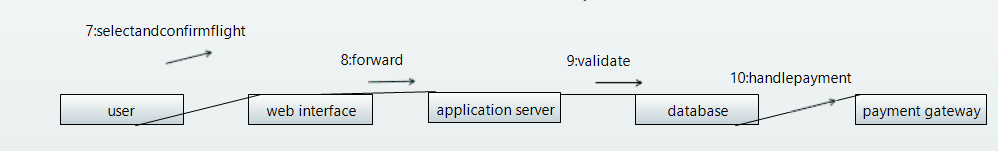 7:selectandconfirmflight
8:forward
9:validate
10:handlepayment
user
web interface
application server
database
payment gateway